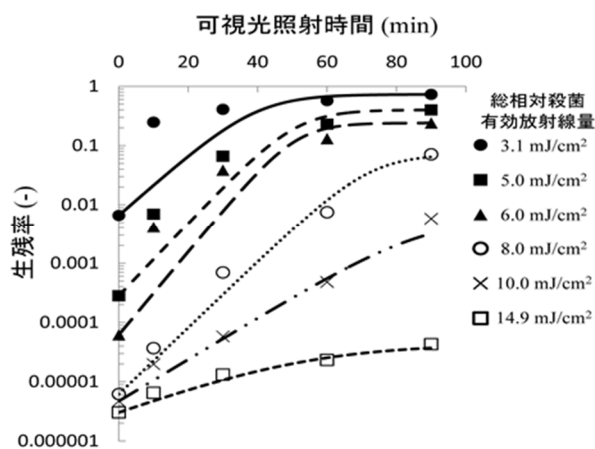 可視光照射時間 (min)
0 20 40 60 80 100
1
0.1
0.01
0.001
0.0001
0.00001
0.000001
生残率 (-)
総相対殺菌
有効放射線量
3.1 mJ/cm²
5.0 mJ/cm²
6.0 mJ/cm²
8.0 mJ/cm²
10.0 mJ/cm²
14.9 mJ/cm²